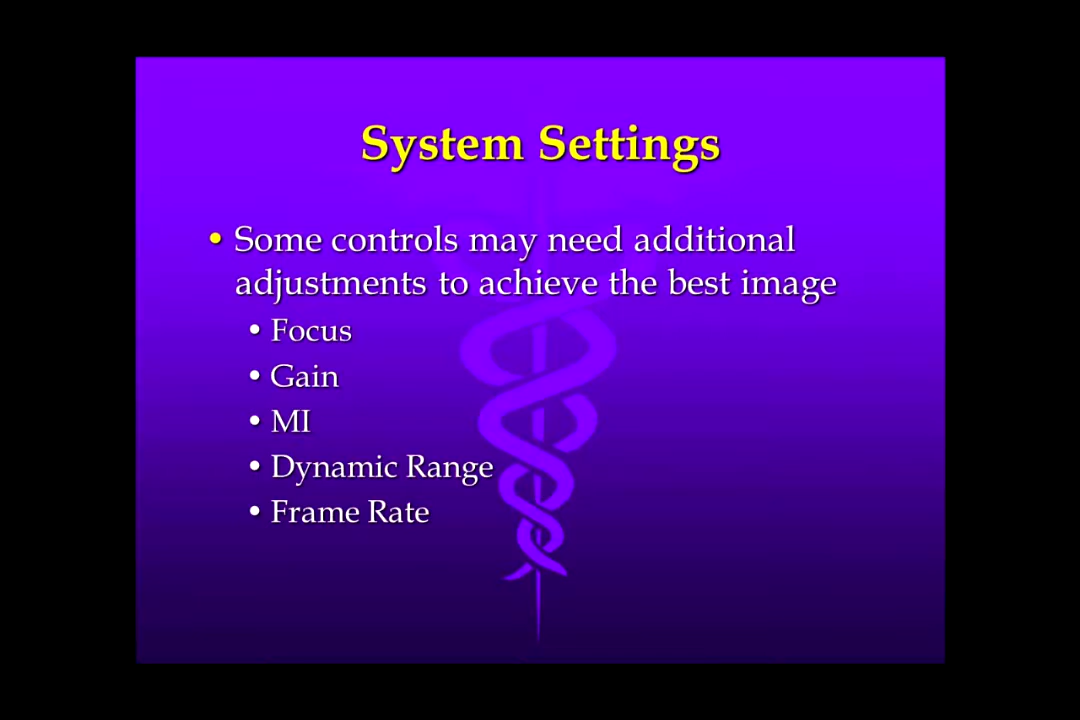 System Settings
• Some controls may need additional
adjustments to achieve the best image
• Focus
• Gain
• MI
• Dynamic Range
• Frame Rate